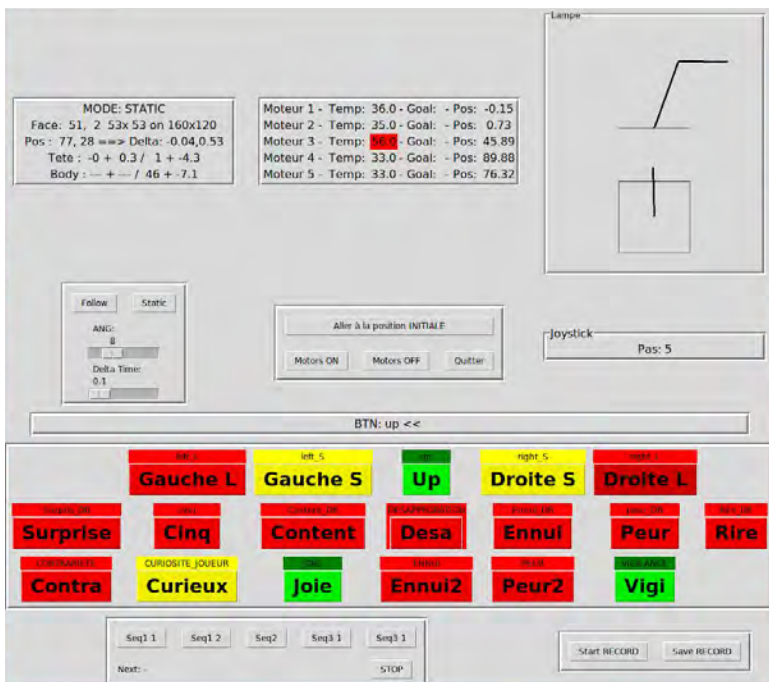 Lampe
MODE: STATIC
Face: 51, 2 53x 53 on 160x120
Pos : 77, 28 ==> Delta: -0.04,0.53
Tete : -0 + 0.3 / 1 + -4.3
Body : --- + --- / 46 + -7.1
Moteur 1 - Temp: 36.0 - Goal: - Pos: -0.15
Moteur 2 - Temp: 35.0 - Goal: - Pos: 0.73
Moteur 3 - Temp: 56.0 - Goal: - Pos: 45.89
Moteur 4 - Temp: 33.0 - Goal: - Pos: 89.88
Moteur 5 - Temp: 33.0 - Goal: - Pos: 76.32
Follow Static
ANG:
8
Delta Time:
0.1
Aller à la position INITIALE
Motors ON Motors OFF Quitter
Joystick
Pas: 5
BTN: up <<
left_S right_S
Gauche L Gauche S Up Droite S Droite L
Surprise Cinq Content Desa Ennui Peur Rire
CURIOSITE_JOUEUR
Contra Curieux Joie Ennui2 Peur2 Vigi
Seq1 1 Seq1 2 Seq2 Seq3 1 Seq3 1
Next: - STOP
Start RECORD Save RECORD